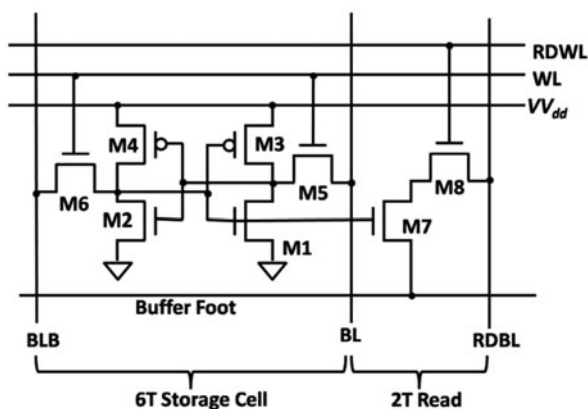 RDWL
WL
VVdd
M4
M3
M6
M5
M8
M2
M1
M7
Buffer Foot
BLB
BL
RDBL
6T Storage Cell
2T Read